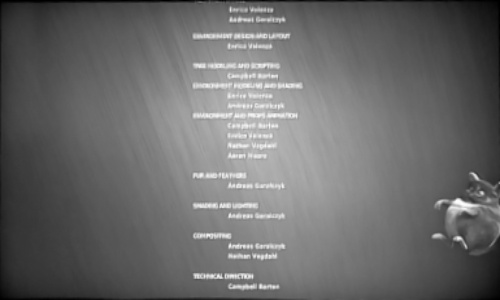 Enrico Valenza
Andreas Goralczyk
ENVIRONMENT DESIGN AND LAYOUT
Enrico Valenza
TREE MODELING AND SCRIPTING
Campbell Barton
ENVIRONMENT MODELING AND SHADING
Enrico Valenza
Andreas Goralczyk
ENVIRONMENT AND PROPS ANIMATION
Campbell Barton
Enrico Valenza
Nathan Vegdahl
FUR AND FEATHERS
Andreas Goralczyk
SHADING AND LIGHTING
Andreas Goralczyk
COMPOSITING
Andreas Goralczyk
Nathan Vegdahl
TECHNICAL DIRECTION
Campbell Barton